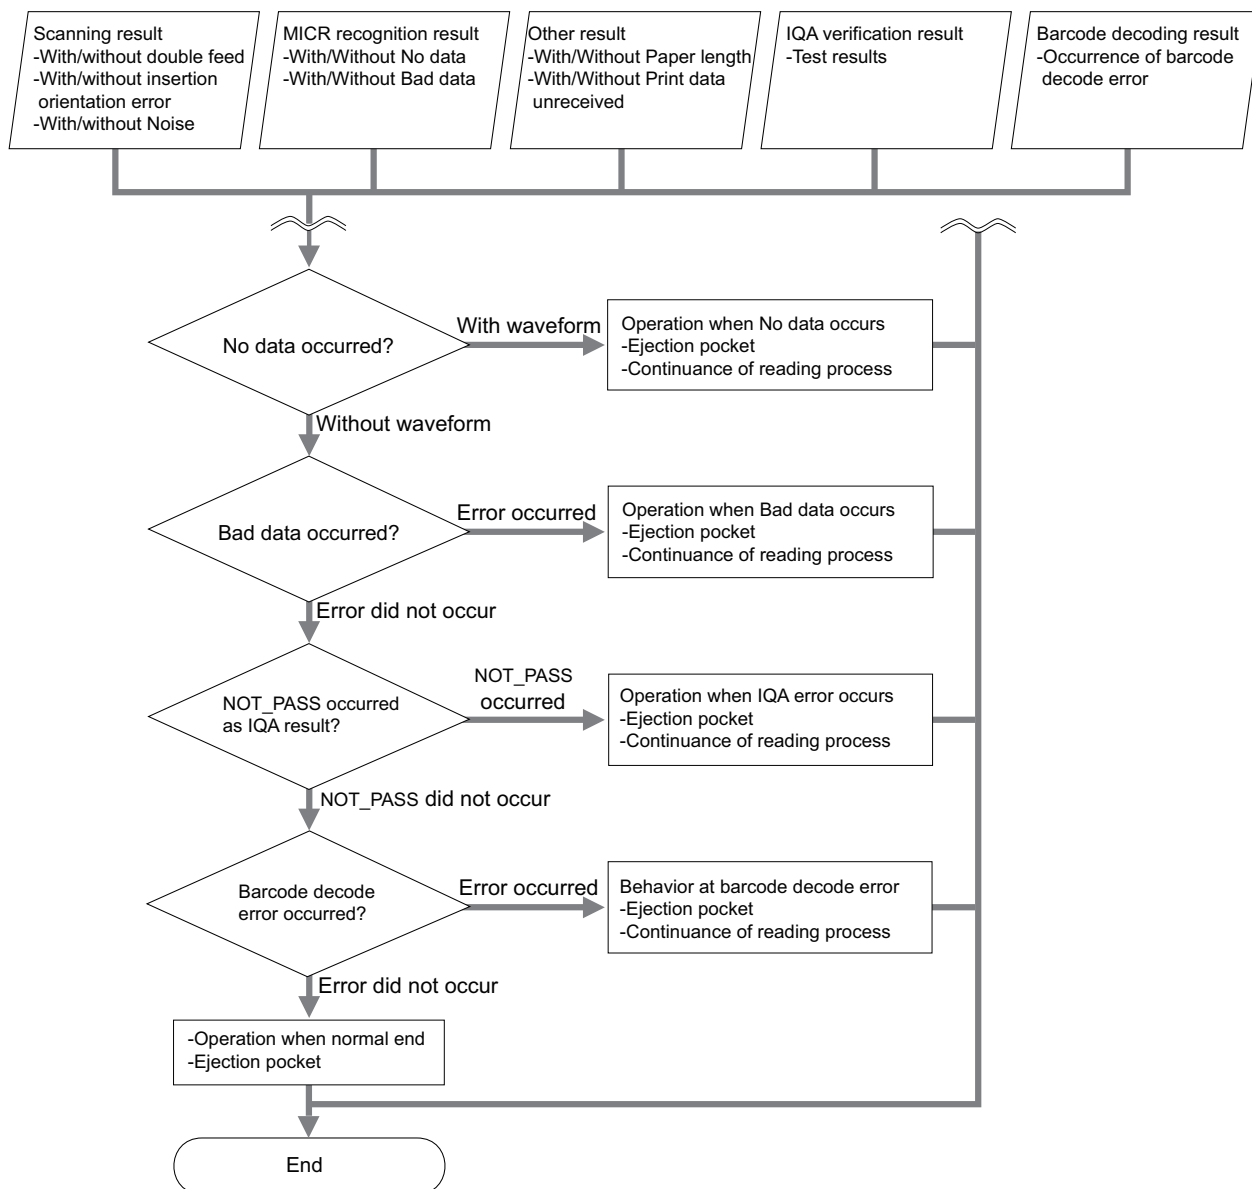 Scanning result
-With/without double feed
-With/without insertion
orientation error
-With/without Noise
MICR recognition result
-With/Without No data
-With/Without Bad data
Other result
-With/Without Paper length
-With/Without Print data
unreceived
IQA verification result
-Test results
Barcode decoding result
-Occurrence of barcode
decode error
No data occurred?
With waveform
Operation when No data occurs
-Ejection pocket
-Continuance of reading process
Without waveform
Bad data occurred?
Error occurred
Operation when Bad data occurs
-Ejection pocket
-Continuance of reading process
Error did not occur
NOT_PASS occurred
as IQA result?
NOT_PASS
occurred
Operation when IQA error occurs
-Ejection pocket
-Continuance of reading process
NOT_PASS did not occur
Barcode decode
error occurred?
Error occurred
Behavior at barcode decode error
-Ejection pocket
-Continuance of reading process
Error did not occur
-Operation when normal end
-Ejection pocket
End